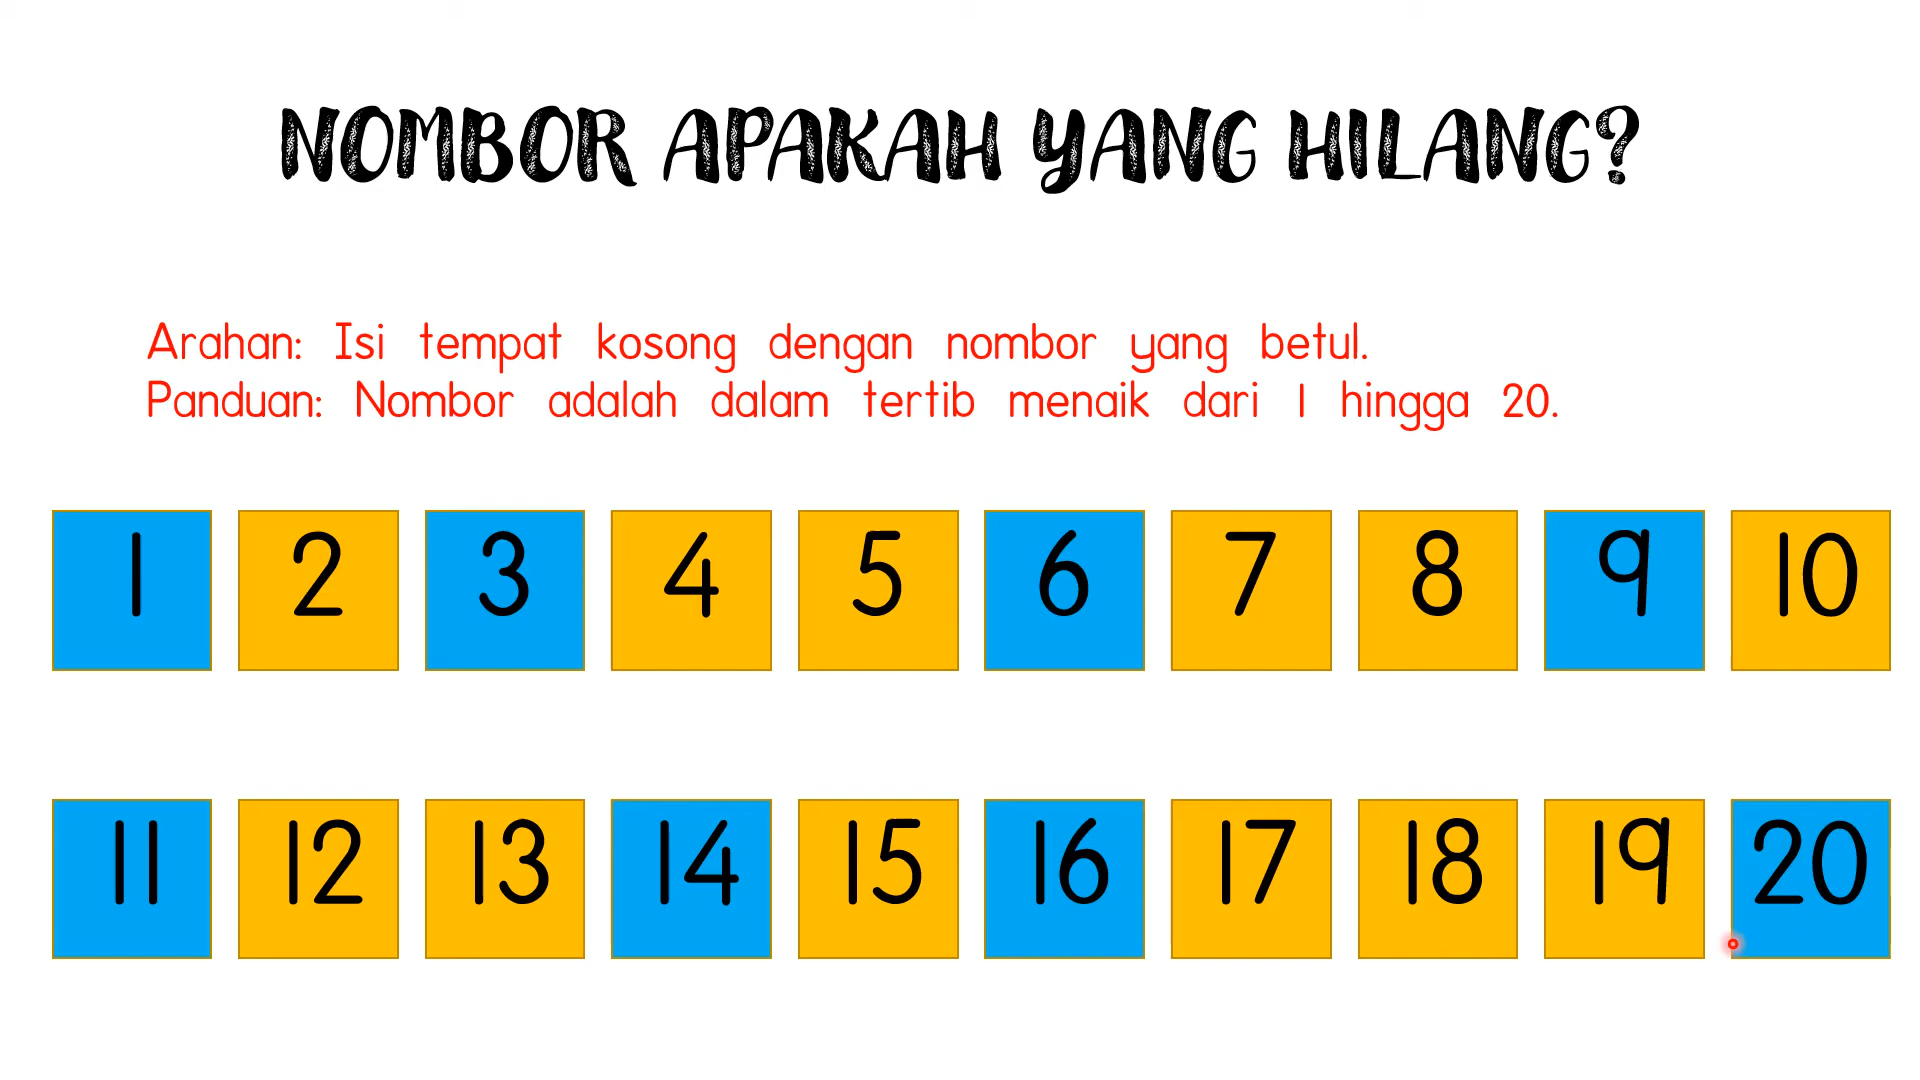 NOMBOR APAKAH YANG HILANG?
Arahan: Isi tempat kosong dengan nombor yang betul.
Panduan: Nombor adalah dalam tertib menaik dari 1 hingga 20.
1 2 3 4 5 6 7 8 9 10
11 12 13 14 15 16 17 18 19 20